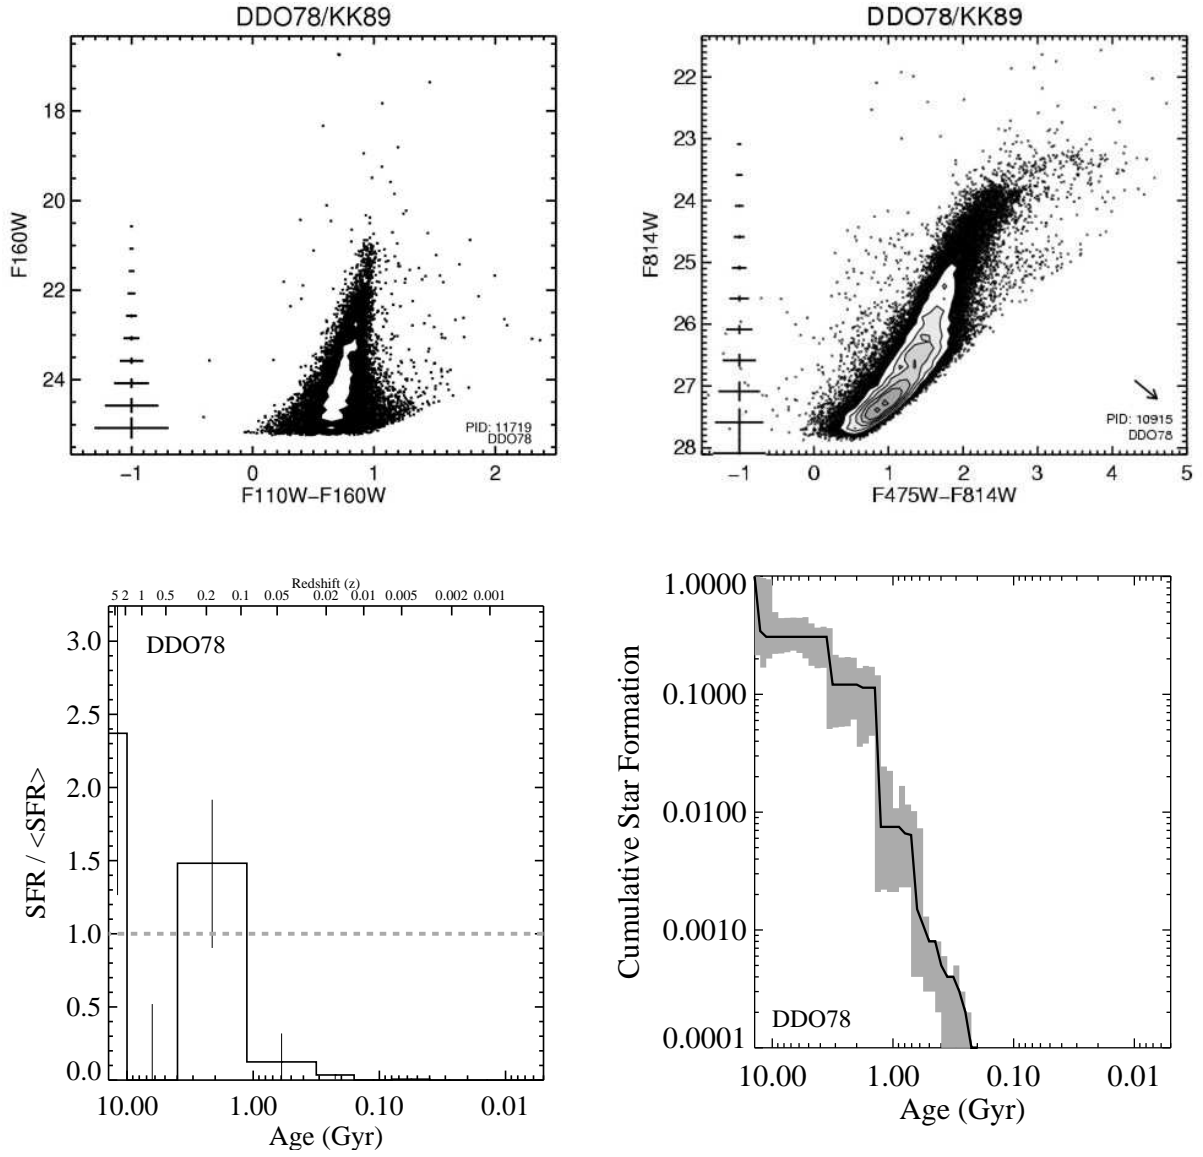 DDO78/KK89
18
20
22
24
F160W
PID: 11719
DDO78
−1 0 1 2
F110W−F160W
DDO78/KK89
22
23
24
25
26
27
28
F814W
PID: 10915
DDO78
−1 0 1 2 3 4 5
F475W−F814W
Redshift (z)
5 2 1 0.5 0.2 0.1 0.05 0.02 0.01 0.005 0.002 0.001
DDO78
3.0
2.5
2.0
1.5
1.0
0.5
0.0
SFR / <SFR>
10.00 1.00 0.10 0.01
Age (Gyr)
1.0000
0.1000
0.0100
0.0010
0.0001
Cumulative Star Formation
DDO78
10.00 1.00 0.10 0.01
Age (Gyr)